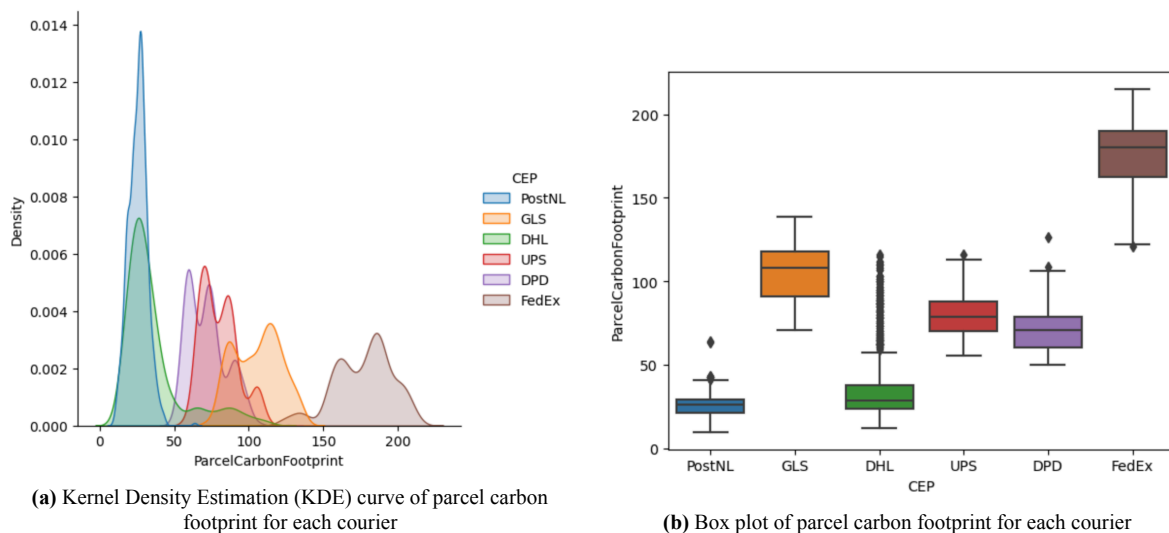 0.014
0.012
0.010
0.008
0.006
0.004
0.002
0.000
Density
0
50
100
150
200
ParcelCarbonFootprint
CEP
PostNL
GLS
DHL
UPS
DPD
FedEx
(a) Kernel Density Estimation (KDE) curve of parcel carbon
footprint for each courier
200
150
100
50
0
ParcelCarbonFootprint
PostNL
GLS
DHL
UPS
DPD
FedEx
CEP
(b) Box plot of parcel carbon footprint for each courier